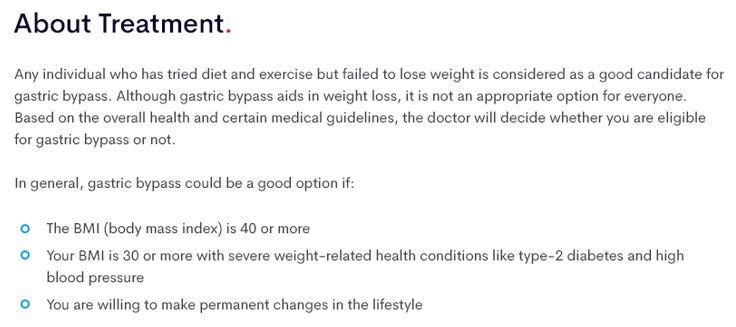 About Treatment.
Any individual who has tried diet and exercise but failed to lose weight is considered as a good candidate for
gastric bypass. Although gastric bypass aids in weight loss, it is not an appropriate option for everyone.
Based on the overall health and certain medical guidelines, the doctor will decide whether you are eligible
for gastric bypass or not.
In general, gastric bypass could be a good option if:
The BMI (body mass index) is 40 or more
Your BMI is 30 or more with severe weight-related health conditions like type-2 diabetes and high
blood pressure
You are willing to make permanent changes in the lifestyle